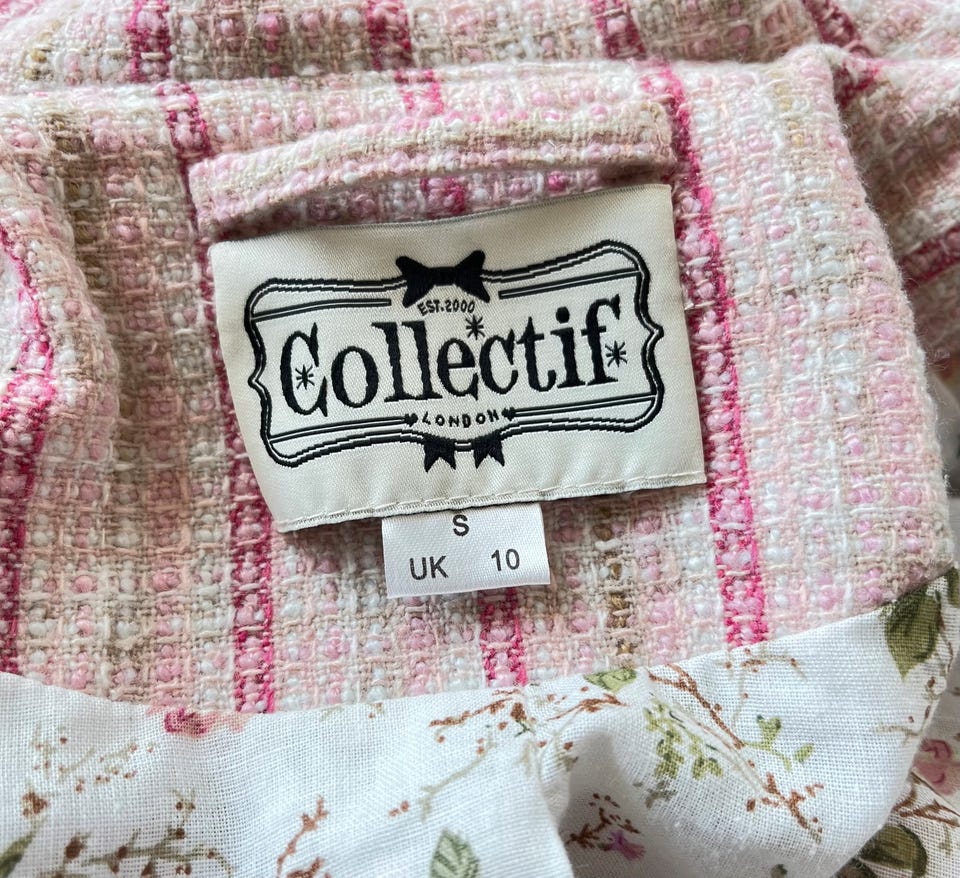 EST.2000
Collectif
LONDON
S
UK 10